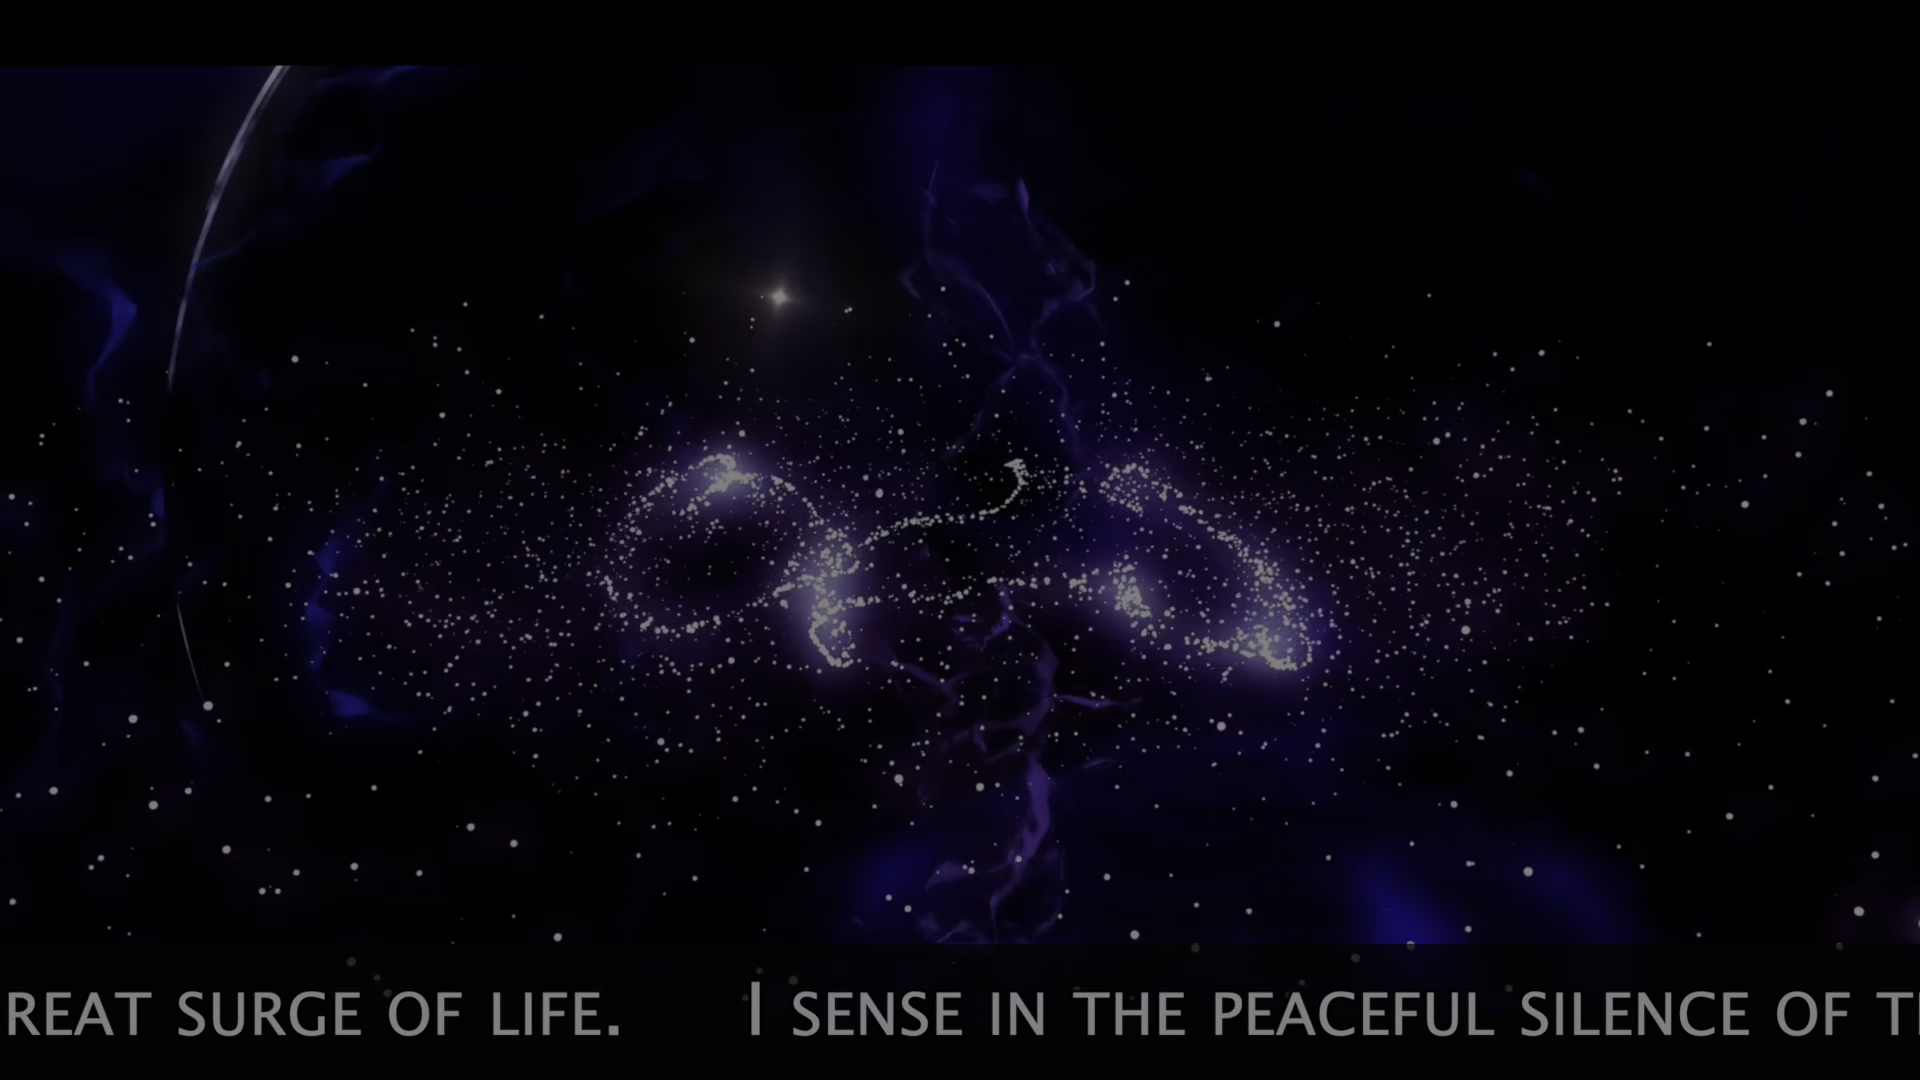 REAT SURGE OF LIFE. I SENSE IN THE PEACEFUL SILENCE OF